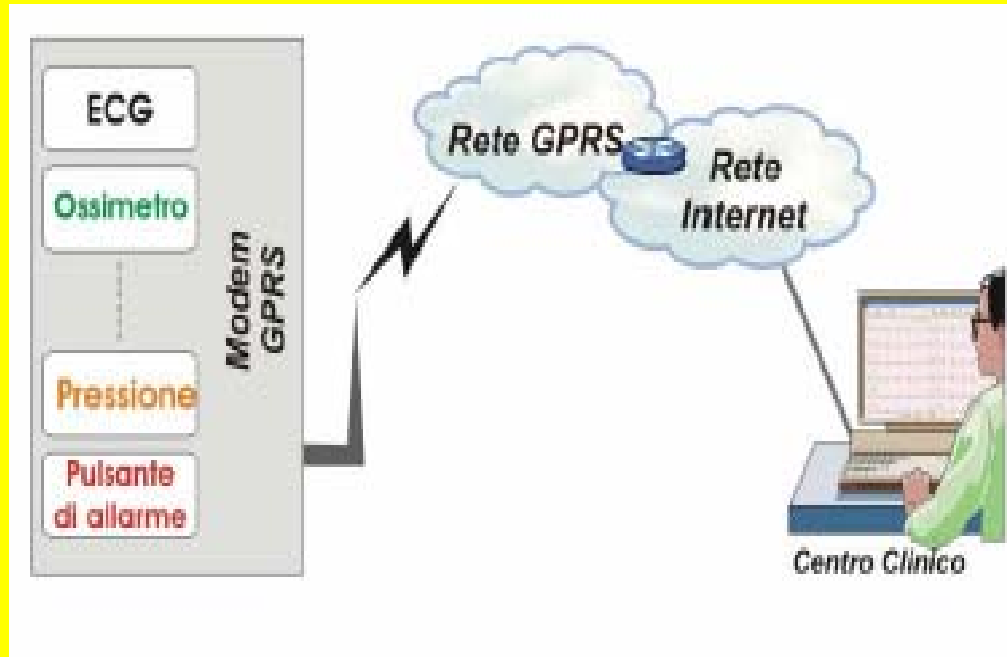 ECG
Ossimetro
Pressione
Pulsante
di allarme
Modem
GPRS
Rete GPRS
Rete
Internet
Centro Clinico